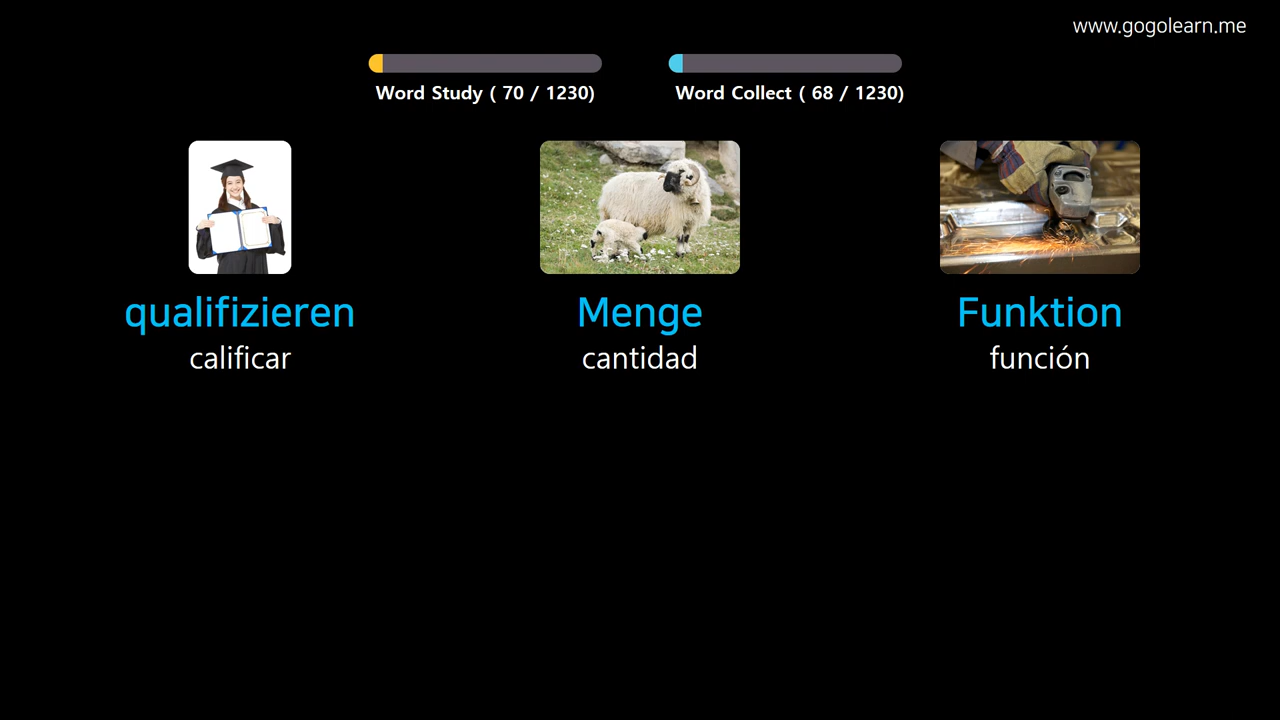 www.gogolearn.me
Word Study ( 70 / 1230)
Word Collect ( 68 / 1230)
qualifizieren
calificar
Menge
cantidad
Funktion
función